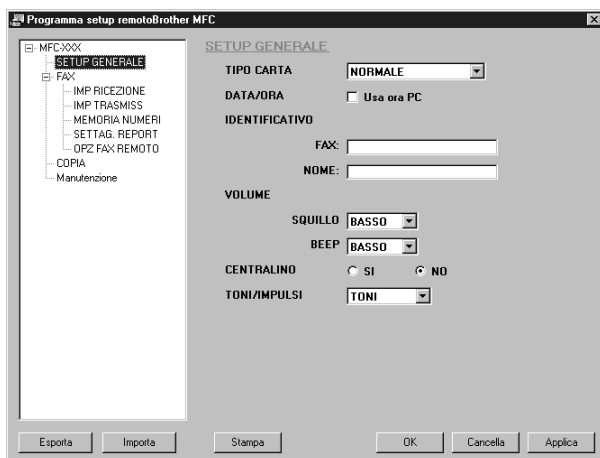 Programma setup remotoBrother MFC
MFC-XXX
SETUP GENERALE
FAX
IMP RICEZIONE
IMP TRASMISS
MEMORIA NUMERI
SETTAG. REPORT
OPZ FAX REMOTO
COPIA
Manutenzione
SETUP GENERALE
TIPO CARTA NORMALE
DATA/ORA Usa ora PC
IDENTIFICATIVO
FAX:
NOME:
VOLUME
SQUILLO BASSO
BEEP BASSO
CENTRALINO SI NO
TONI/IMPULSI TONI
Esporta Importa Stampa OK Cancella Applica